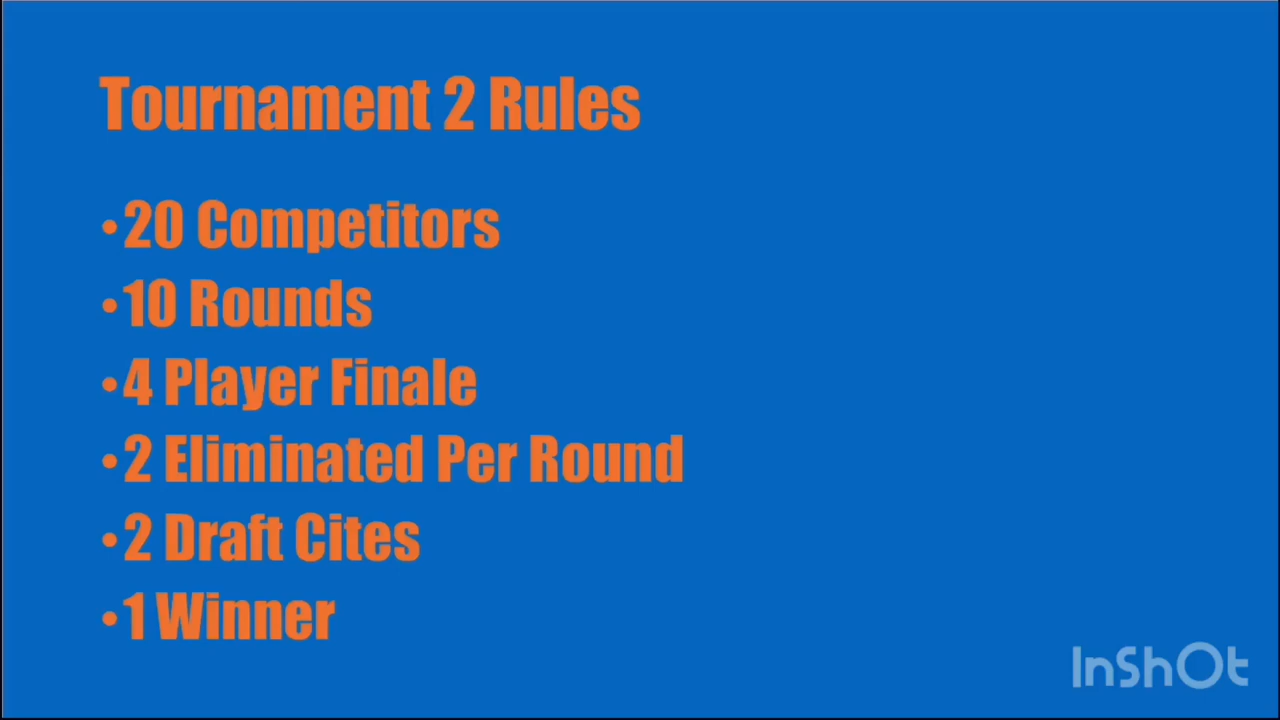 Tournament 2 Rules
•20 Competitors
•10 Rounds
•4 Player Finale
•2 Eliminated Per Round
•2 Draft Cites
•1 Winner
InShOt